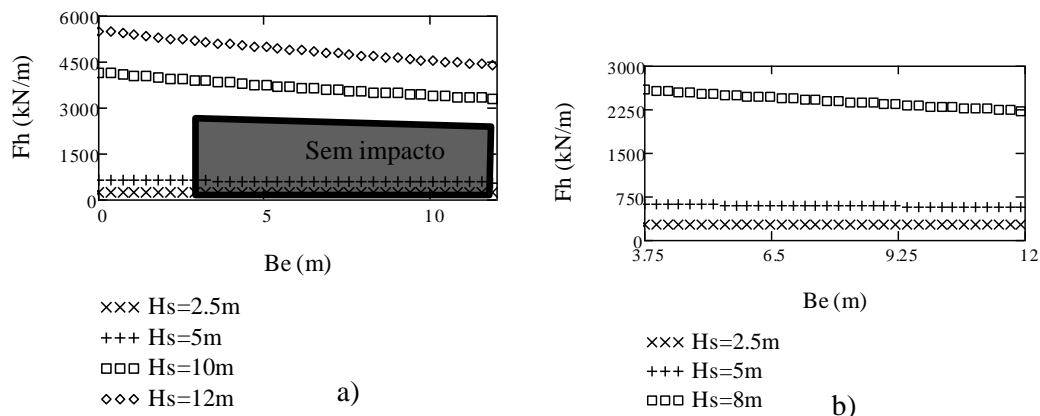 6000
4500
3000
1500
0
Fh (kN/m)
Sem impacto
0
5
10
Be (m)
××× Hs=2.5m
+++ Hs=5m
□□□ Hs=10m
◇◇◇ Hs=12m
a)
3000
2250
1500
750
0
Fh (kN/m)
3.75
6.5
9.25
12
Be (m)
××× Hs=2.5m
+++ Hs=5m
□□□ Hs=8m
b)